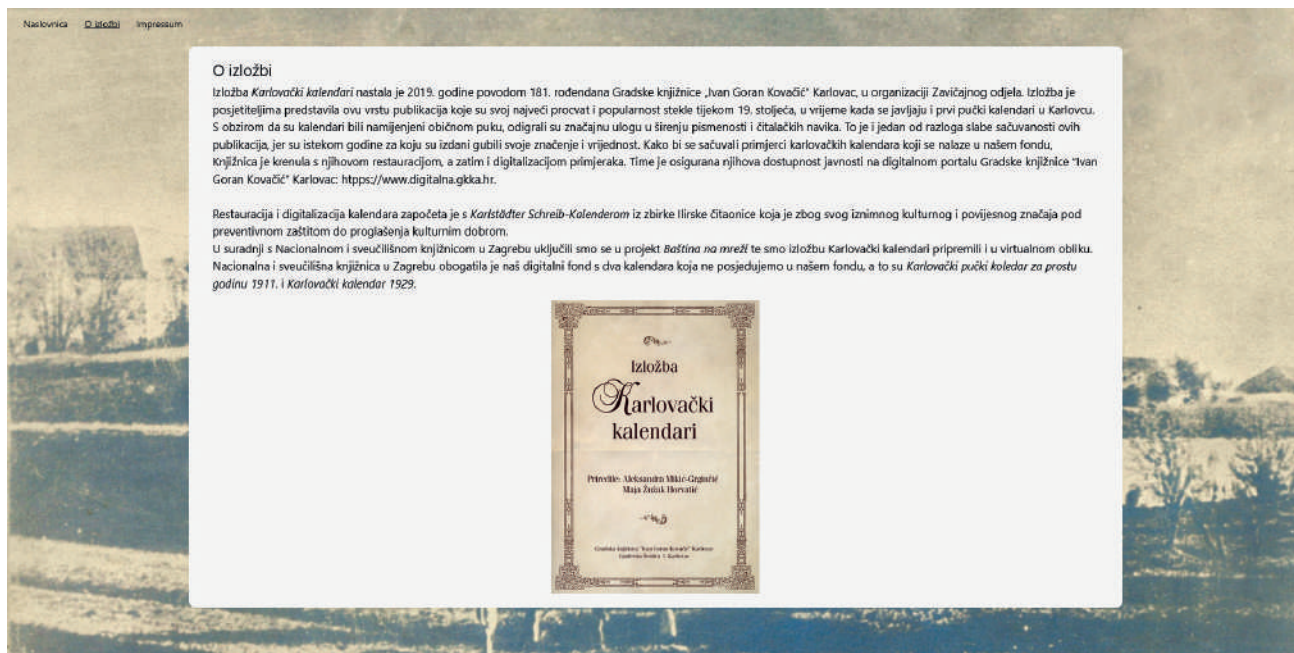 Naslovnica O izložbi Impressum
O izložbi
Izložba Karlovački kalendari nastala je 2019. godine povodom 181. rođendana Gradske knjižnice „Ivan Goran Kovačić" Karlovac, u organizaciji Zavičajnog odjela. Izložba je
posjetiteljima predstavila ovu vrstu publikacija koje su svoj najveći procvat i popularnost stekle tijekom 19. stoljeća, u vrijeme kada se javljaju i prvi pučki kalendari u Karlovcu.
S obzirom da su kalendari bili namijenjeni običnom puku, odigrali su značajnu ulogu u širenju pismenosti i čitalačkih navika. To je i jedan od razloga slabe sačuvanosti ovih
publikacija, jer su istekom godine za koju su izdani gubili svoje značenje i vrijednost. Kako bi se sačuvali primjerci karlovačkih kalendara koji se nalaze u našem fondu,
Knjižnica je krenula s njihovom restauracijom, a zatim i digitalizacijom primjeraka. Time je osigurana njihova dostupnost javnosti na digitalnom portalu Gradske knjižnice "Ivan
Goran Kovačić" Karlovac: htpps://www.digitalna.gkka.hr.
Restauracija i digitalizacija kalendara započeta je s Karlstädter Schreib-Kalenderom iz zbirke Ilirske čitaonice koja je zbog svog iznimnog kulturnog i povijesnog značaja pod
preventivnom zaštitom do proglašenja kulturnim dobrom.
U suradnji s Nacionalnom i sveučilišnom knjižnicom u Zagrebu uključili smo se u projekt Baština na mreži te smo izložbu Karlovački kalendari pripremili i u virtualnom obliku.
Nacionalna i sveučilišna knjižnica u Zagrebu obogatila je naš digitalni fond s dva kalendara koja ne posjedujemo u našem fondu, a to su Karlovački pučki koledar za prostu
godinu 1911. i Karlovački kalendar 1929.
Izložba
Karlovački
kalendari
Priredile: Aleksandra Mikić-Grginčić
Maja Žużak Horvatić
Gradska knjižnica "Ivan Goran Kovačić" Karlovac